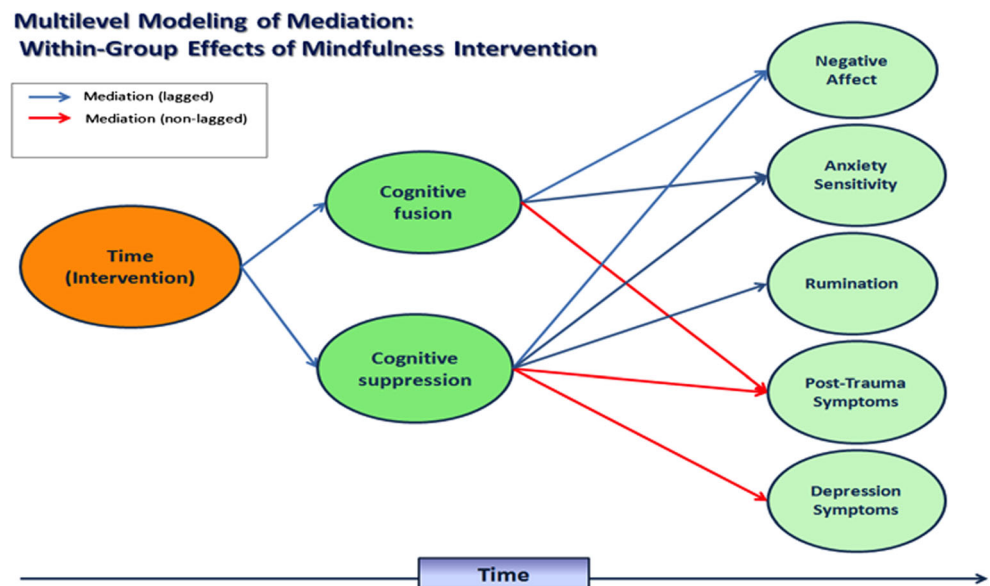 Multilevel Modeling of Mediation:
Within-Group Effects of Mindfulness Intervention
Mediation (lagged)
Mediation (non-lagged)
Time
(Intervention)
Cognitive
fusion
Cognitive
suppression
Negative
Affect
Anxiety
Sensitivity
Rumination
Post-Trauma
Symptoms
Depression
Symptoms
Time